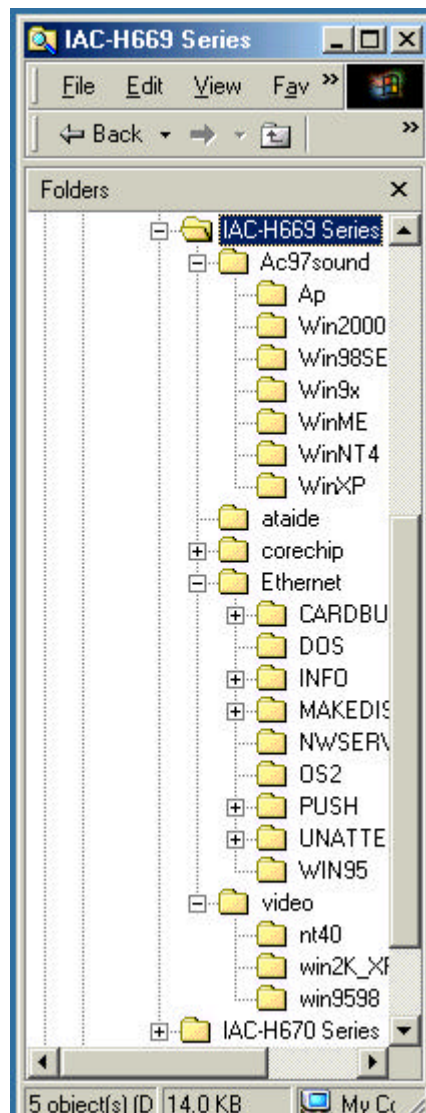 IAC-H669 Series
File Edit View Fav »
Back »
Folders
IAC-H669 Series
Ac97sound
Ap
Win2000
Win98SE
Win9x
WinME
WinNT4
WinXP
ataide
corechip
Ethernet
CARDBU
DOS
INFO
MAKEDIS
NWSERV
OS2
PUSH
UNATTE
WIN95
video
nt40
win2K_XP
win9598
IAC-H670 Series
5 object(s) (D 14.0 KB My Co